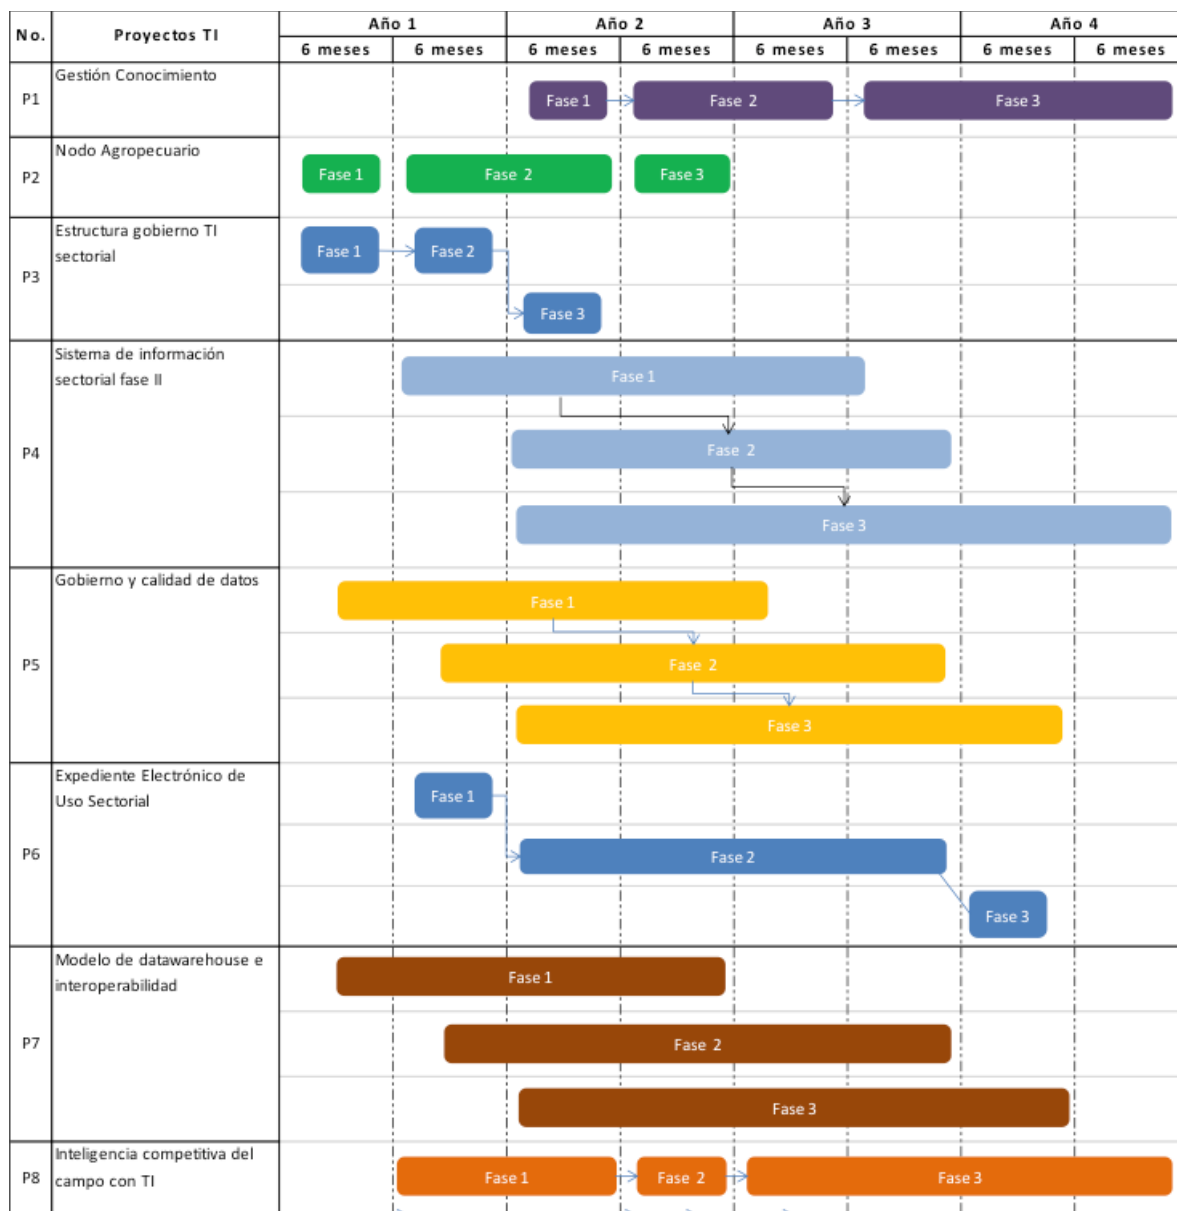 No.
Proyectos TI
Año 1
Año 2
Año 3
Año 4
6 meses
6 meses
6 meses
6 meses
6 meses
6 meses
6 meses
6 meses
P1
Gestión Conocimiento
Fase 1
Fase 2
Fase 3
P2
Nodo Agropecuario
Fase 1
Fase 2
Fase 3
P3
Estructura gobierno TI
sectorial
Fase 1
Fase 2
Fase 3
P4
Sistema de información
sectorial fase II
Fase 1
Fase 2
Fase 3
P5
Gobierno y calidad de datos
Fase 1
Fase 2
Fase 3
P6
Expediente Electrónico de
Uso Sectorial
Fase 1
Fase 2
Fase 3
P7
Modelo de datawarehouse e
interoperabilidad
Fase 1
Fase 2
Fase 3
P8
Inteligencia competitiva del
campo con TI
Fase 1
Fase 2
Fase 3